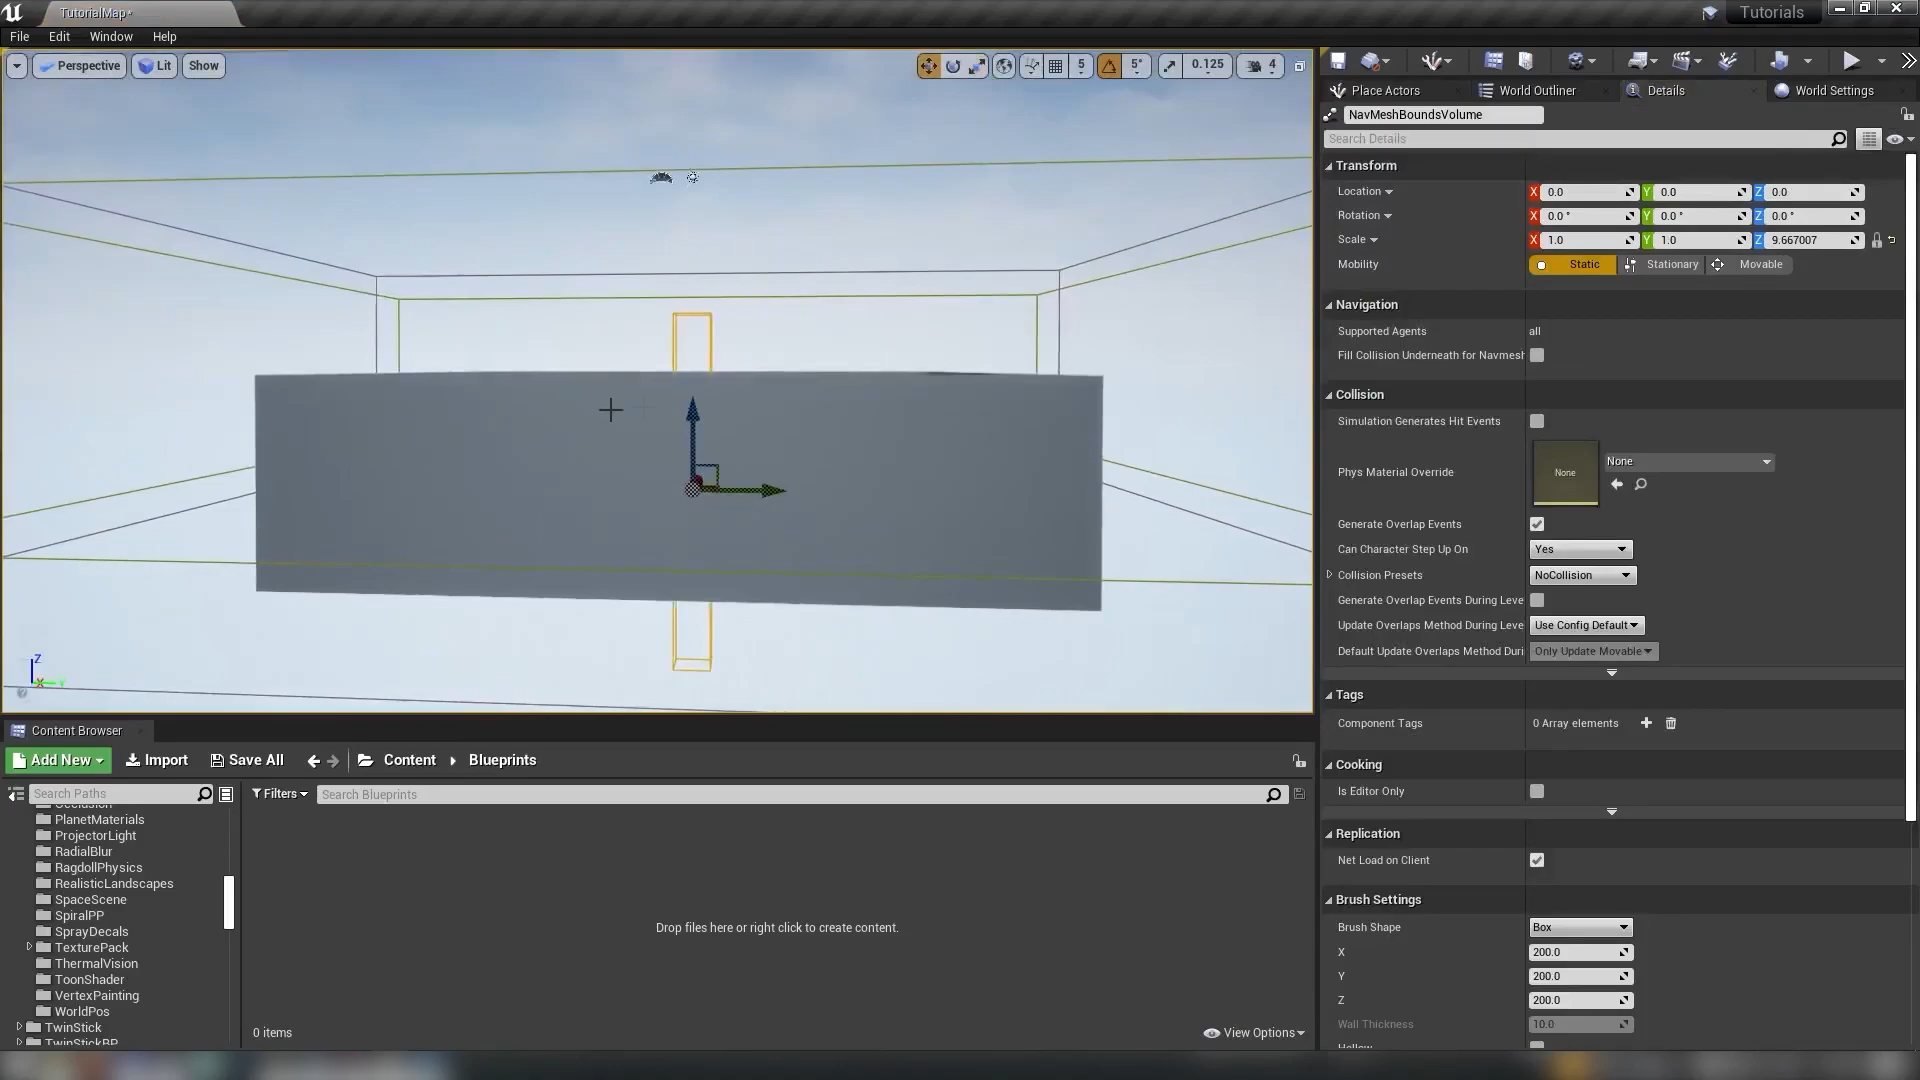 TutorialMap*
Tutorials
File Edit Window Help
Perspective Lit Show
5 5° 0.125 4
Place Actors World Outliner Details World Settings
NavMeshBoundsVolume
Search Details
Transform
Location X 0.0 Y 0.0 Z 0.0
Rotation X 0.0 ° Y 0.0 ° Z 0.0 °
Scale X 1.0 Y 1.0 Z 9.667007
Mobility Static Stationary Movable
Navigation
Supported Agents all
Fill Collision Underneath for Navmesh
Collision
Simulation Generates Hit Events
Phys Material Override None None
Generate Overlap Events
Can Character Step Up On Yes
Collision Presets NoCollision
Generate Overlap Events During Leve
Update Overlaps Method During Leve Use Config Default
Default Update Overlaps Method Duri Only Update Movable
Tags
Component Tags 0 Array elements
Cooking
Is Editor Only
Replication
Net Load on Client
Brush Settings
Brush Shape Box
X 200.0
Y 200.0
Z 200.0
Wall Thickness 10.0
Hollow
Z
X
Y
Content Browser
Add New Import Save All Content Blueprints
Search Paths
Filters Search Blueprints
Occlusion
PlanetMaterials
ProjectorLight
RadialBlur
RagdollPhysics
RealisticLandscapes
SpaceScene
SpiralPP
SprayDecals
TexturePack
ThermalVision
ToonShader
VertexPainting
WorldPos
TwinStick
TwinStickBP
Drop files here or right click to create content.
0 items
View Options